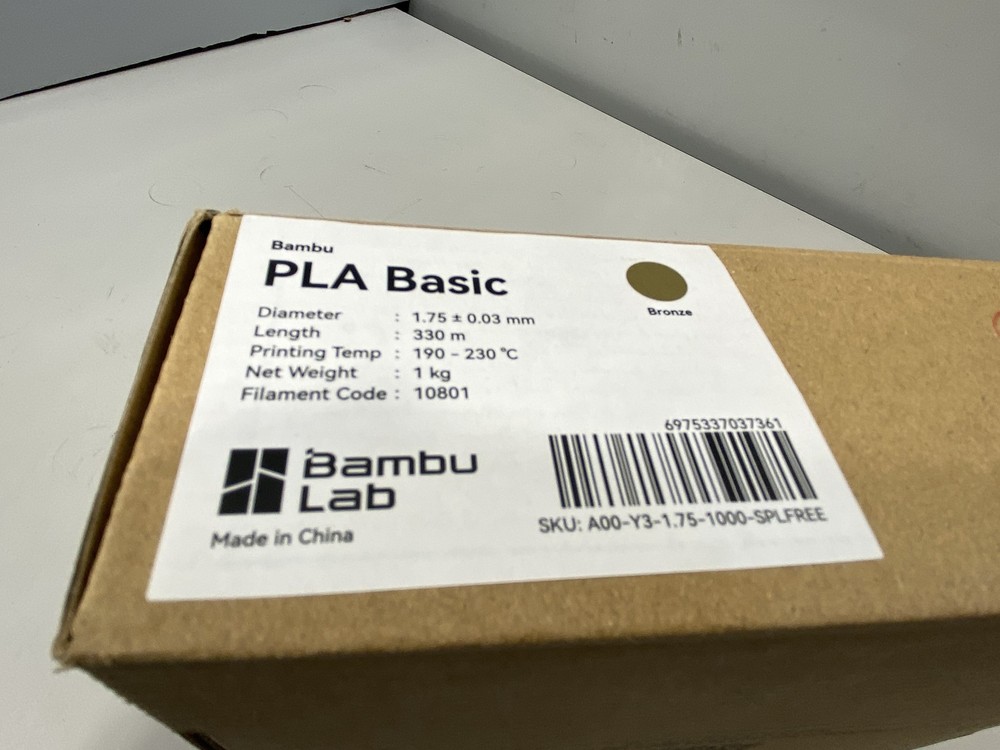 Bambu
PLA Basic
Bronze
Diameter : 1.75 ± 0.03 mm
Length : 330 m
Printing Temp : 190 - 230 ℃
Net Weight : 1 kg
Filament Code : 10801
6975337037361
Bambu
Lab
SKU: A00-Y3-1.75-1000-SPLFREE
Made in China